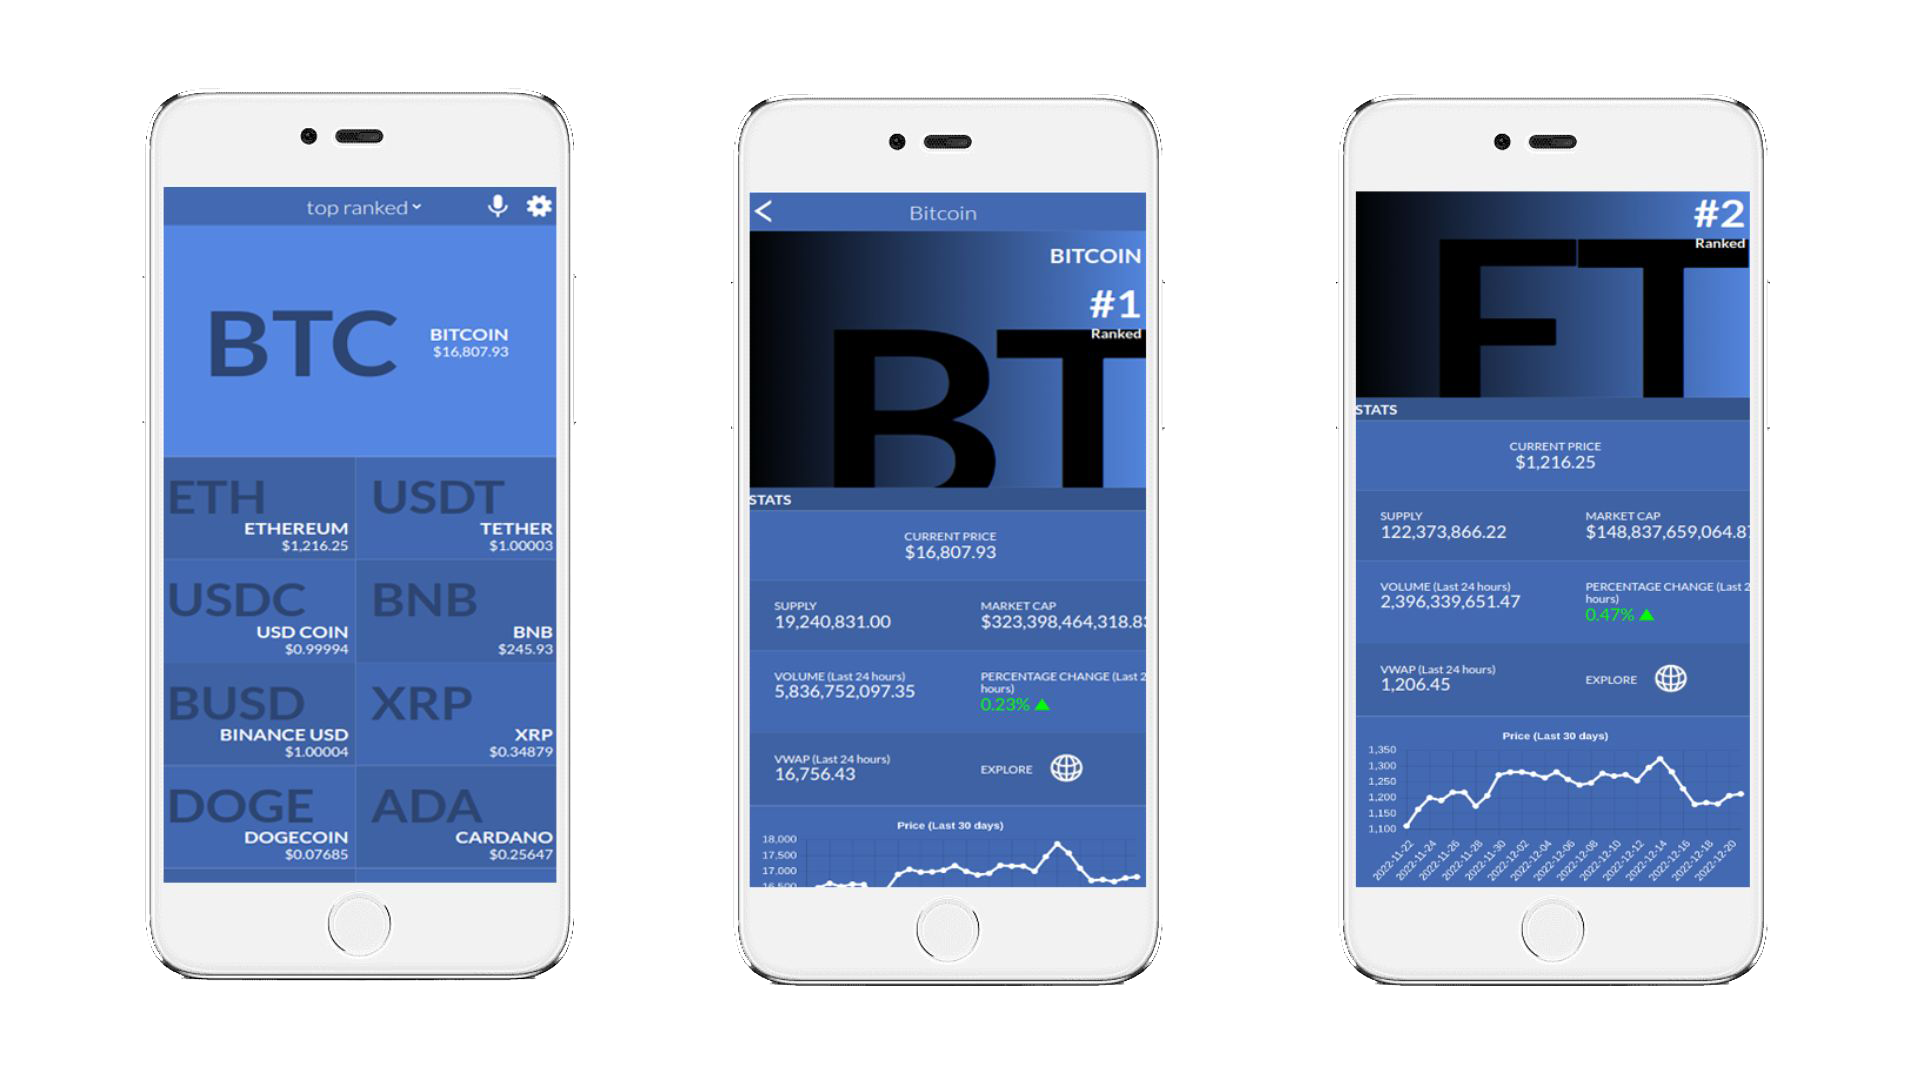 top ranked
BTC
BITCOIN
$16,807.93
ETH
ETHEREUM
$1,216.25
USDT
TETHER
$1.00003
USDC
USD COIN
$0.99994
BNB
BNB
$245.93
BUSD
BINANCE USD
$1.00004
XRP
XRP
$0.34879
DOGE
DOGECOIN
$0.07685
ADA
CARDANO
$0.25647
Bitcoin
BITCOIN
#1
Ranked
BT
STATS
CURRENT PRICE
$16,807.93
SUPPLY
19,240,831.00
MARKET CAP
$323,398,464,318.83
VOLUME (Last 24 hours)
5,836,752,097.35
PERCENTAGE CHANGE (Last 2
hours)
0.23%
VWAP (Last 24 hours)
16,756.43
EXPLORE
Price (Last 30 days)
18,000
17,500
17,000
16,500
#2
Ranked
ET
STATS
CURRENT PRICE
$1,216.25
SUPPLY
122,373,866.22
MARKET CAP
$148,837,659,064.87
VOLUME (Last 24 hours)
2,396,339,651.47
PERCENTAGE CHANGE (Last 2
hours)
0.47%
VWAP (Last 24 hours)
1,206.45
EXPLORE
Price (Last 30 days)
1,350
1,300
1,250
1,200
1,150
1,100
2022-11-22
2022-11-24
2022-11-26
2022-11-28
2022-11-30
2022-12-02
2022-12-04
2022-12-06
2022-12-08
2022-12-10
2022-12-12
2022-12-14
2022-12-16
2022-12-18
2022-12-20